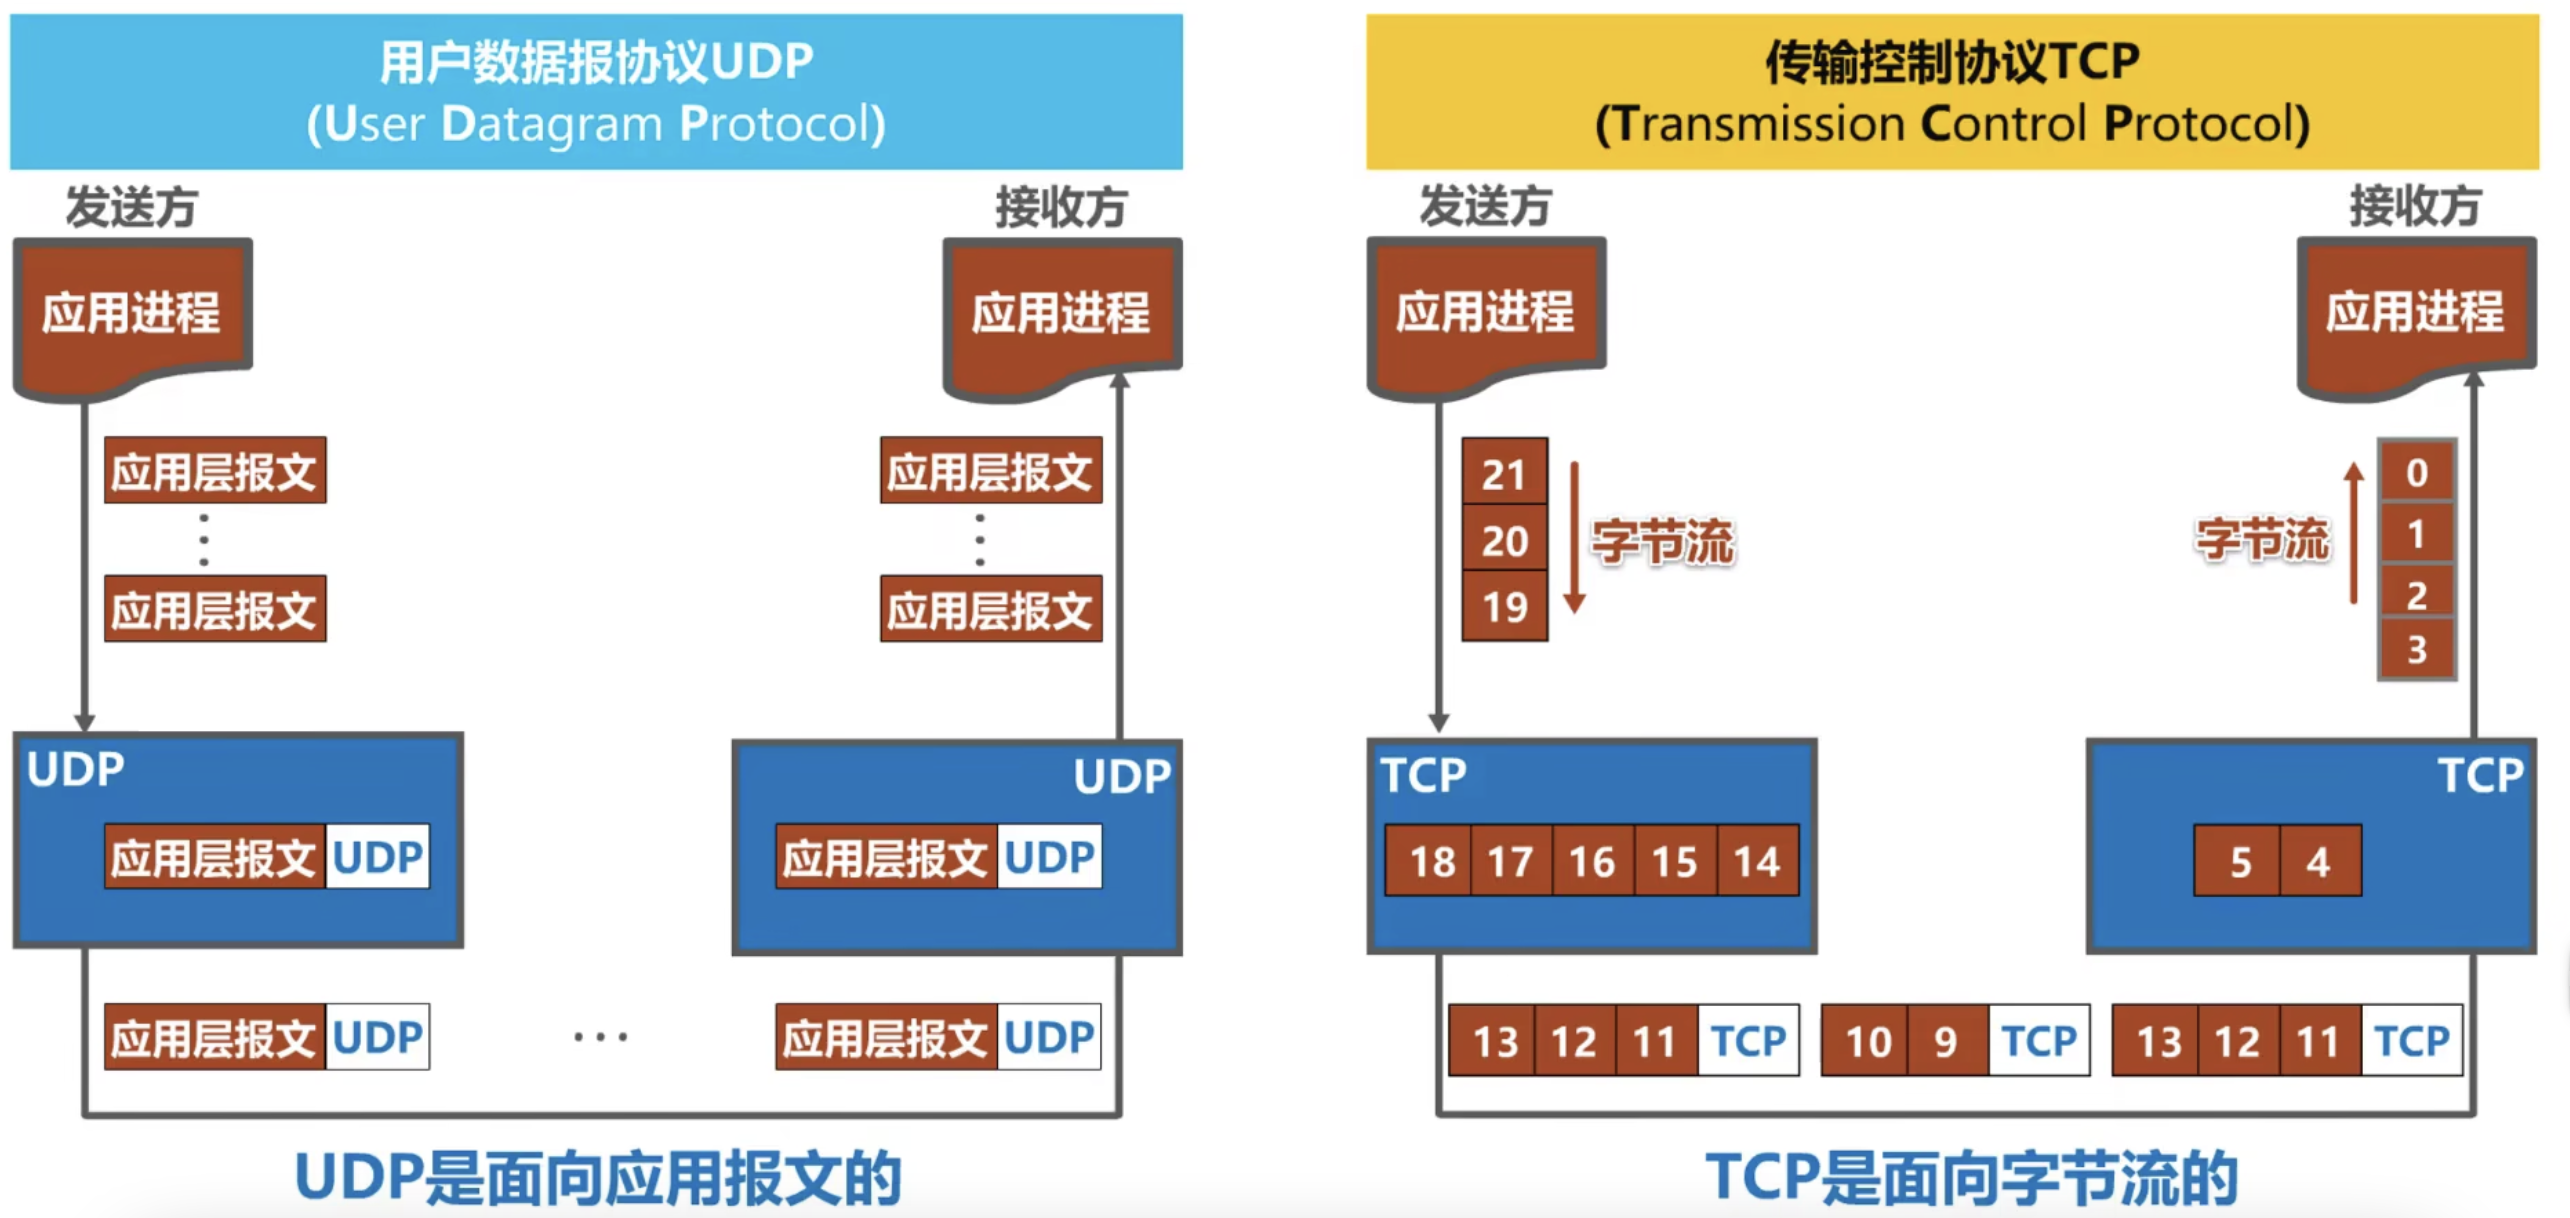 用户数据报协议UDP
(User Datagram Protocol)
发送方
接收方
应用进程
应用进程
应用层报文
应用层报文
应用层报文
应用层报文
UDP
UDP
应用层报文 UDP
应用层报文 UDP
应用层报文 UDP
...
应用层报文 UDP
UDP是面向应用报文的
传输控制协议TCP
(Transmission Control Protocol)
发送方
接收方
应用进程
应用进程
21
20
19
字节流
字节流
0
1
2
3
TCP
TCP
18 17 16 15 14
5 4
13 12 11 TCP
10 9 TCP
13 12 11 TCP
TCP是面向字节流的